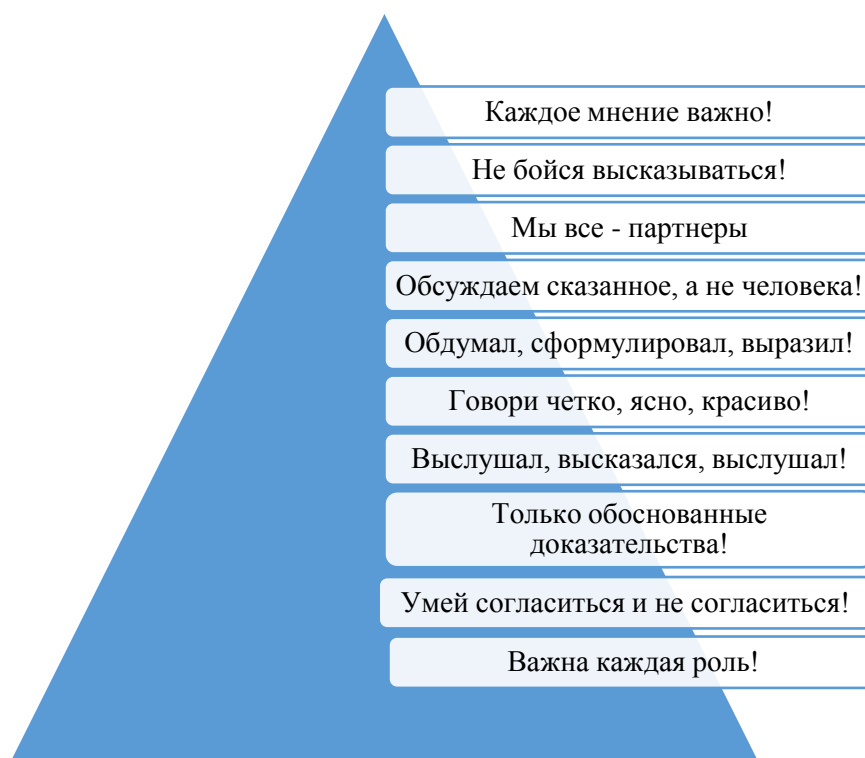 Каждое мнение важно!
Не бойся высказываться!
Мы все - партнеры
Обсуждаем сказанное, а не человека!
Обдумал, сформулировал, выразил!
Говори четко, ясно, красиво!
Выслушал, высказался, выслушал!
Только обоснованные
доказательства!
Умей согласиться и не согласиться!
Важна каждая роль!